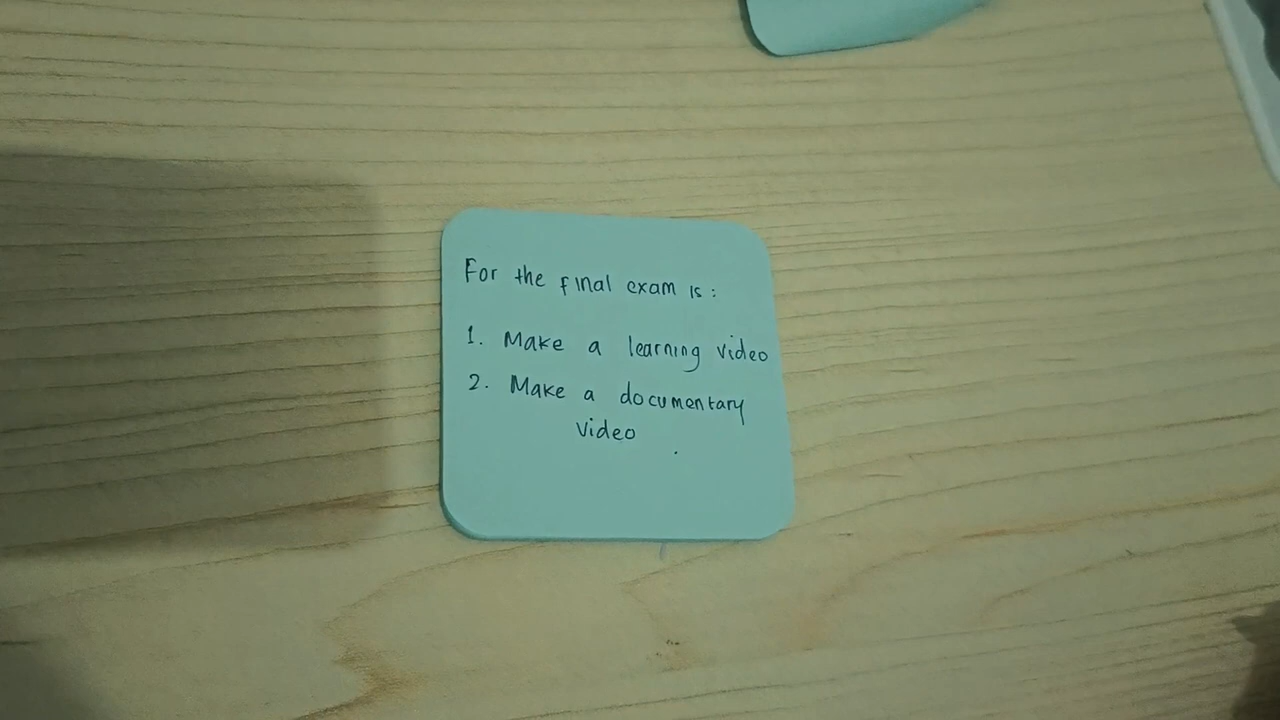 For the final exam is :
1. Make a learning video
2. Make a documentary
video